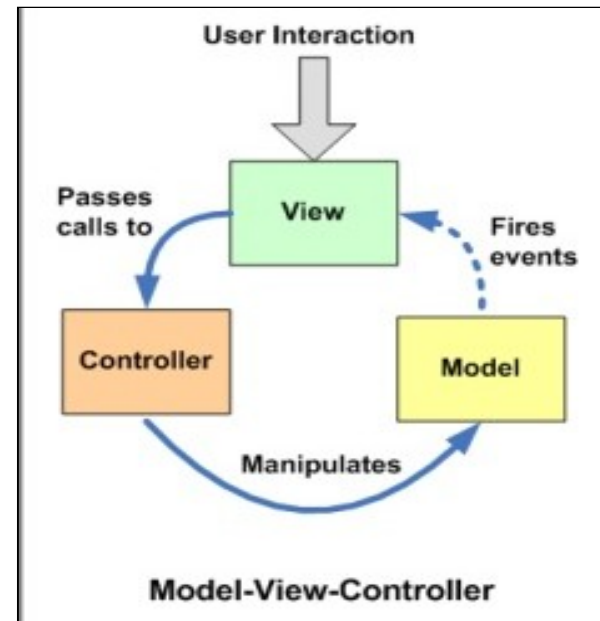 User Interaction
Passes
calls to
View
Fires
events
Controller
Model
Manipulates
Model-View-Controller